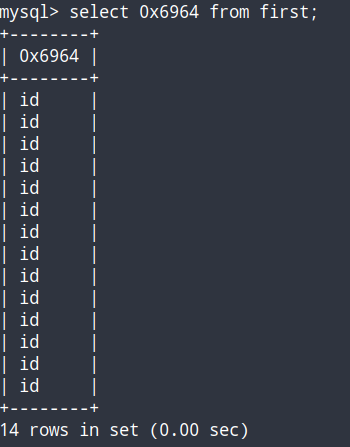 mysql> select 0x6964 from first;
+--------+
| 0x6964 |
+--------+
| id     |
| id     |
| id     |
| id     |
| id     |
| id     |
| id     |
| id     |
| id     |
| id     |
| id     |
| id     |
| id     |
| id     |
+--------+
14 rows in set (0.00 sec)